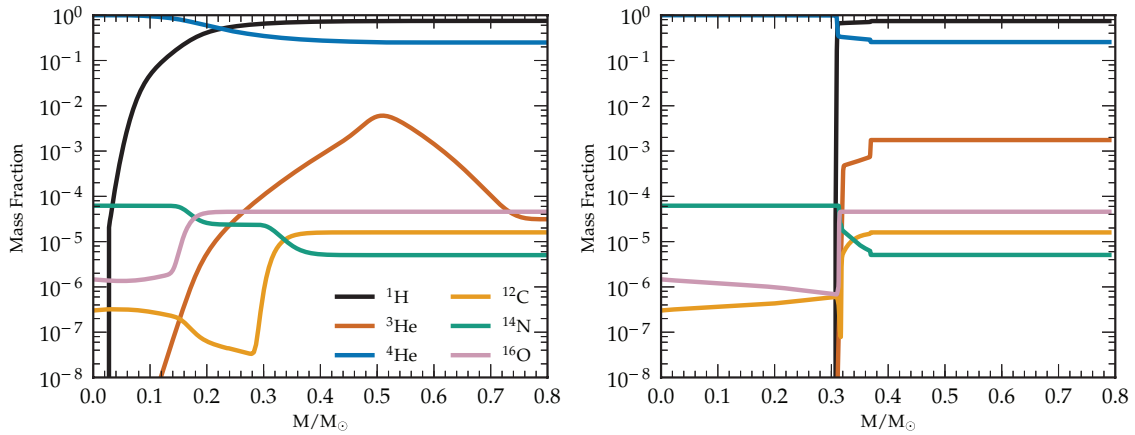 10⁰
10⁻¹
10⁻²
10⁻³
10⁻⁴
10⁻⁵
10⁻⁶
10⁻⁷
10⁻⁸
Mass Fraction
0.0 0.1 0.2 0.3 0.4 0.5 0.6 0.7 0.8
M/M☉
¹H
³He
⁴He
¹²C
¹⁴N
¹⁶O
10⁰
10⁻¹
10⁻²
10⁻³
10⁻⁴
10⁻⁵
10⁻⁶
10⁻⁷
10⁻⁸
Mass Fraction
0.0 0.1 0.2 0.3 0.4 0.5 0.6 0.7 0.8
M/M☉